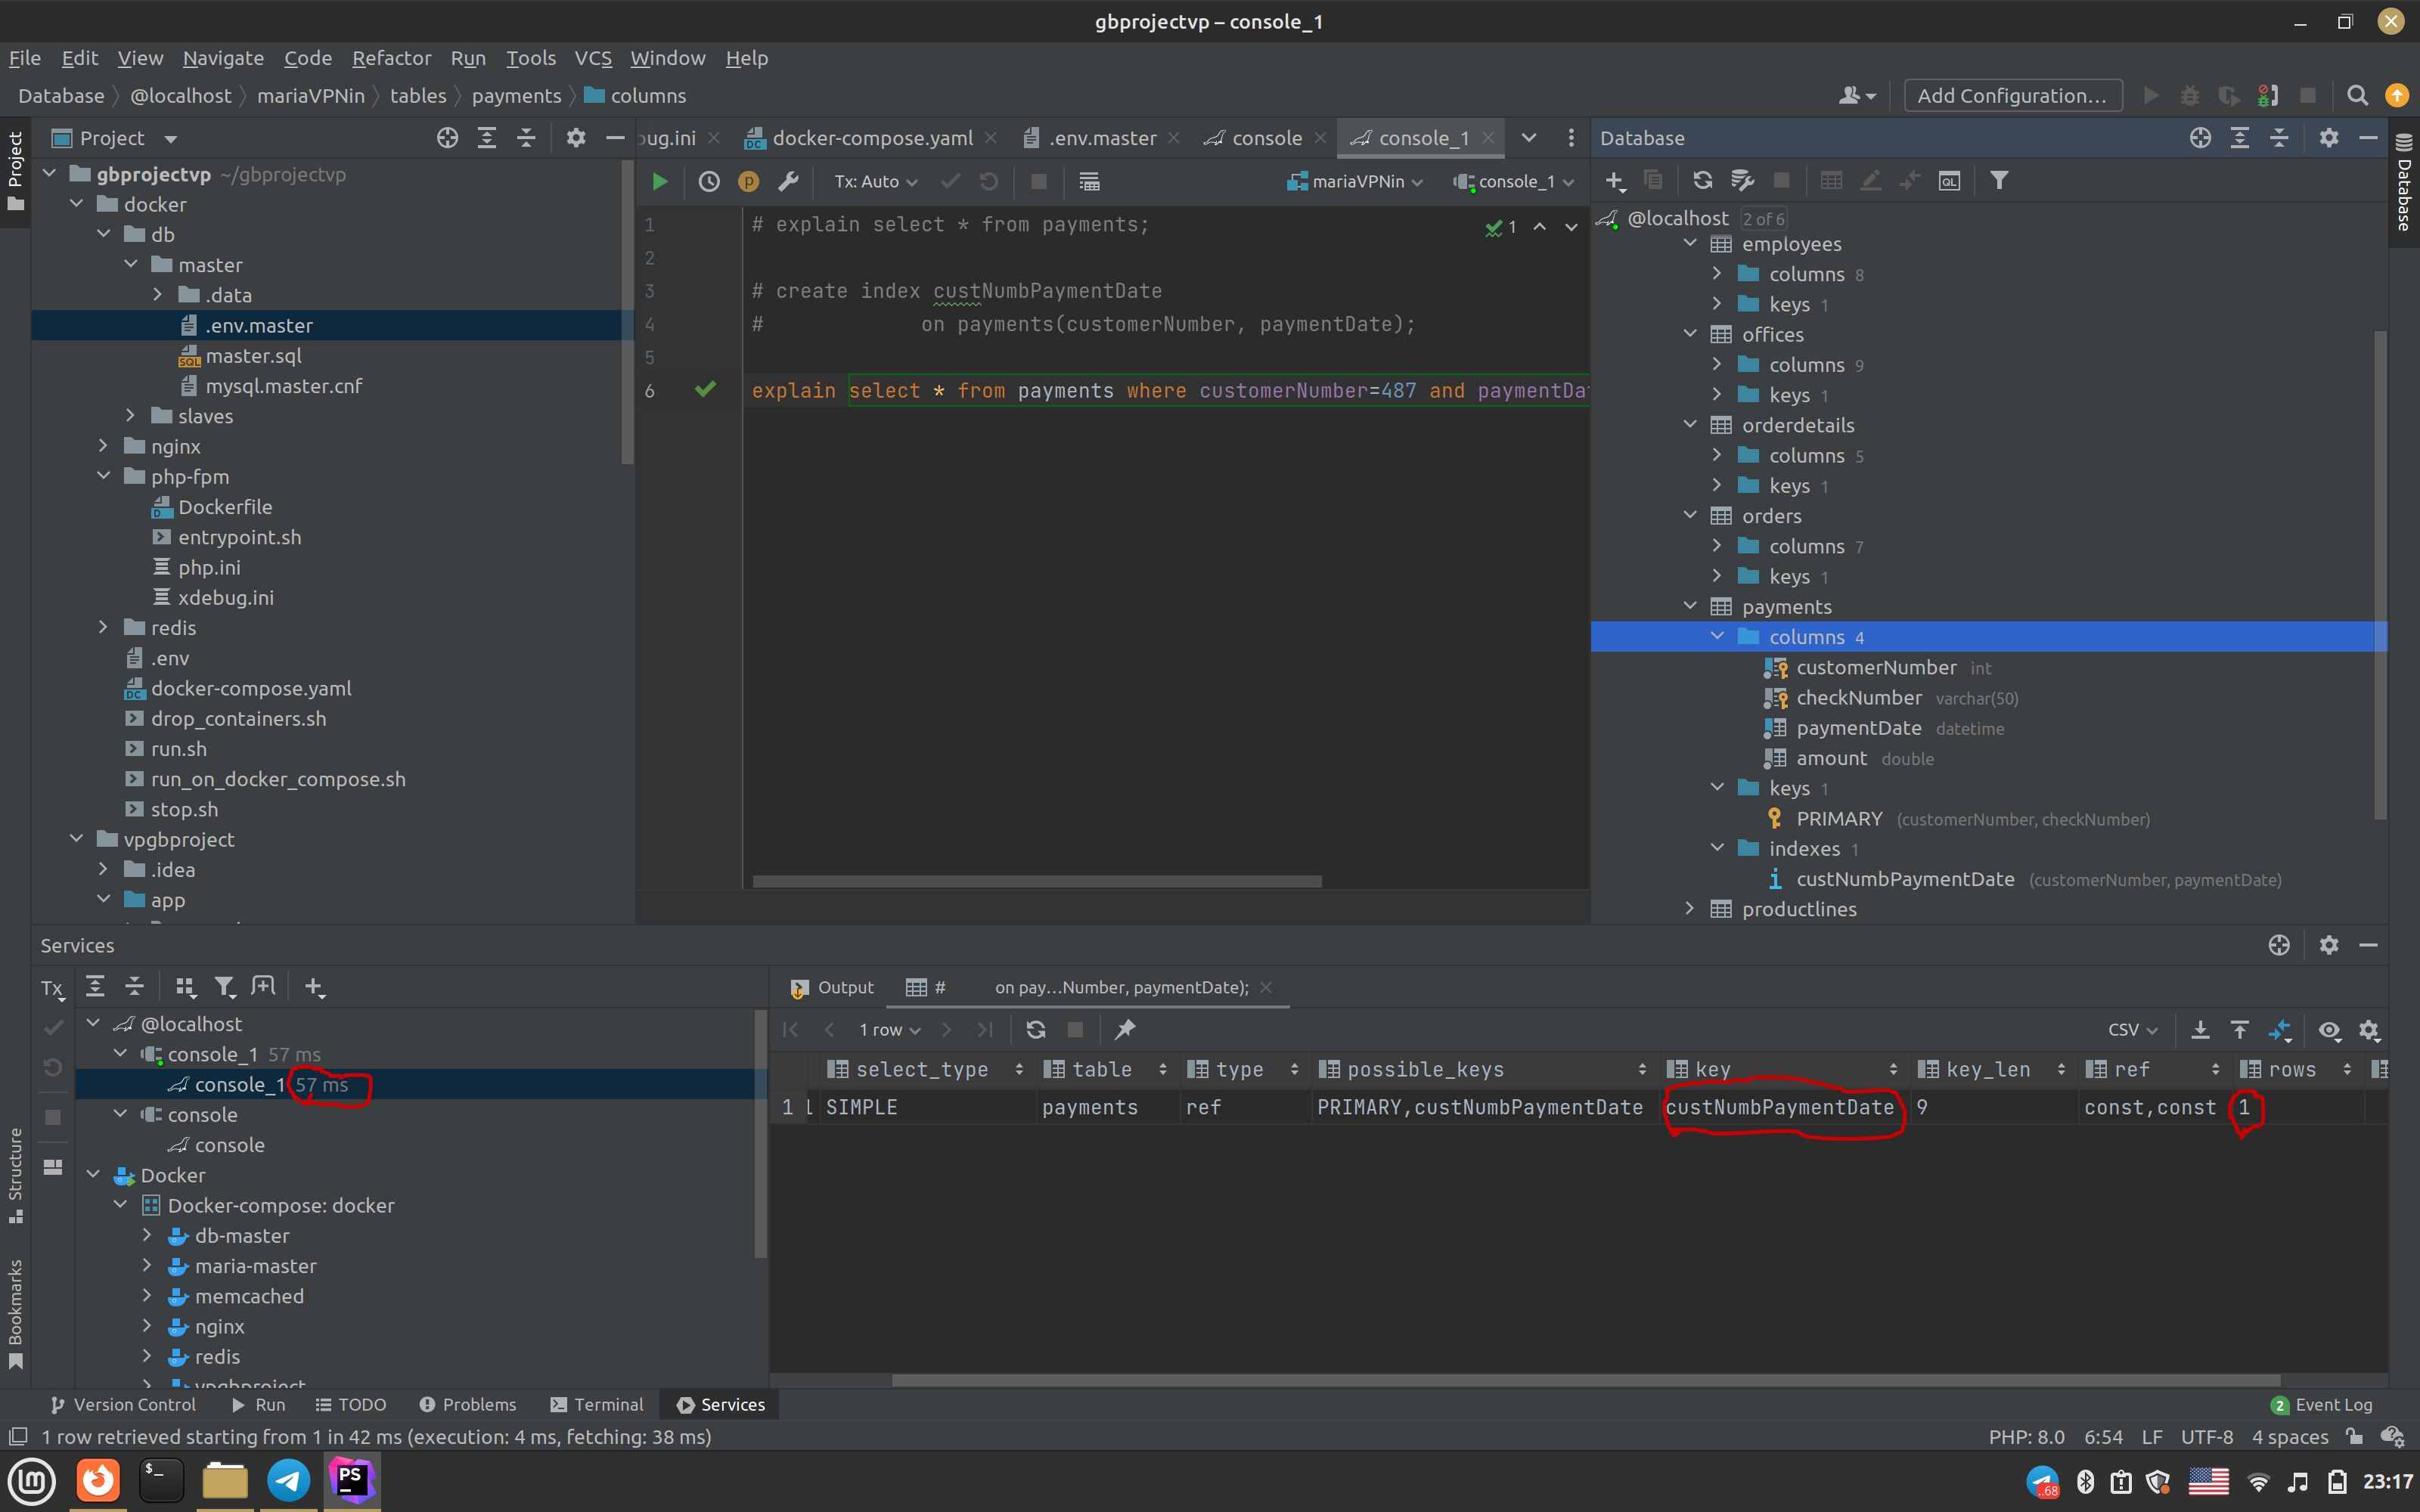 gbprojectvp – console_1
File Edit View Navigate Code Refactor Run Tools VCS Window Help
Database @localhost mariaVPNin tables payments columns
Add Configuration...
Project
Project
bug.ini docker-compose.yaml .env.master console console_1
Database
Database
gbprojectvp ~/gbprojectvp
docker
db
master
.data
.env.master
master.sql
mysql.master.cnf
slaves
nginx
php-fpm
Dockerfile
entrypoint.sh
php.ini
xdebug.ini
redis
.env
docker-compose.yaml
drop_containers.sh
run.sh
run_on_docker_compose.sh
stop.sh
vpgbproject
.idea
app
Tx: Auto mariaVPNin console_1
1 # explain select * from payments; 1
2
3 # create index custNumbPaymentDate
4 # on payments(customerNumber, paymentDate);
5
6 explain select * from payments where customerNumber=487 and paymentDat
QL
@localhost 2 of 6
employees
columns 8
keys 1
offices
columns 9
keys 1
orderdetails
columns 5
keys 1
orders
columns 7
keys 1
payments
columns 4
customerNumber int
checkNumber varchar(50)
paymentDate datetime
amount double
keys 1
PRIMARY (customerNumber, checkNumber)
indexes 1
custNumbPaymentDate (customerNumber, paymentDate)
productlines
Services
Tx
@localhost
console_1 57 ms
console_1 57 ms
console
console
Docker
Docker-compose: docker
db-master
maria-master
memcached
nginx
redis
vpgbproject
Output # on pay...Number, paymentDate);
1 row CSV
select_type table type possible_keys key key_len ref rows
1 1 SIMPLE payments ref PRIMARY,custNumbPaymentDate custNumbPaymentDate 9 const,const 1
Structure
Bookmarks
Version Control Run TODO Problems Terminal Services 2 Event Log
1 row retrieved starting from 1 in 42 ms (execution: 4 ms, fetching: 38 ms) PHP: 8.0 6:54 LF UTF-8 4 spaces
PS ..68 23:17